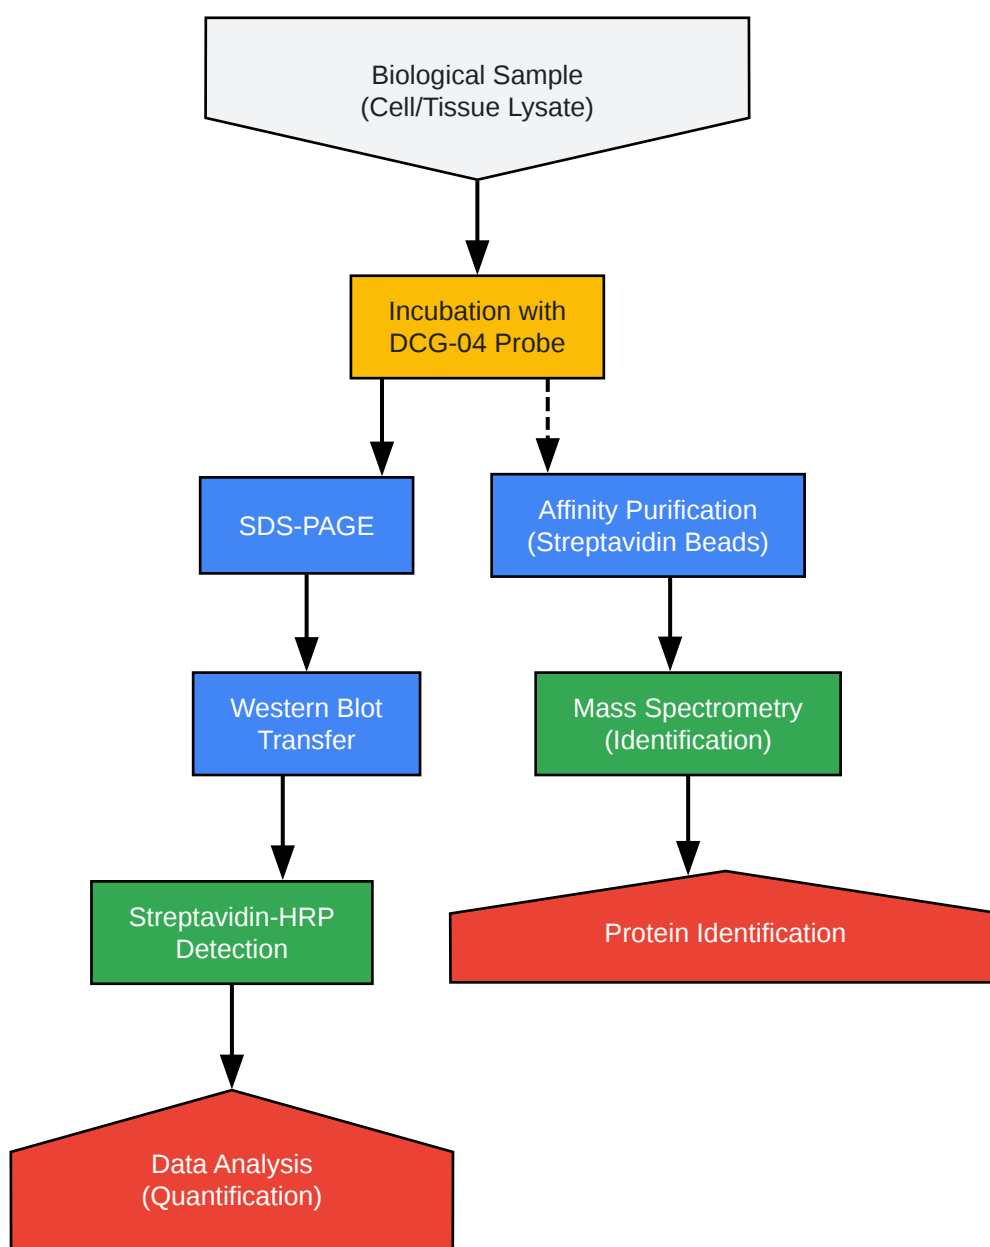 Biological Sample
(Cell/Tissue Lysate)
Incubation with
DCG-04 Probe
SDS-PAGE
Affinity Purification
(Streptavidin Beads)
Western Blot
Transfer
Mass Spectrometry
(Identification)
Streptavidin-HRP
Detection
Protein Identification
Data Analysis
(Quantification)